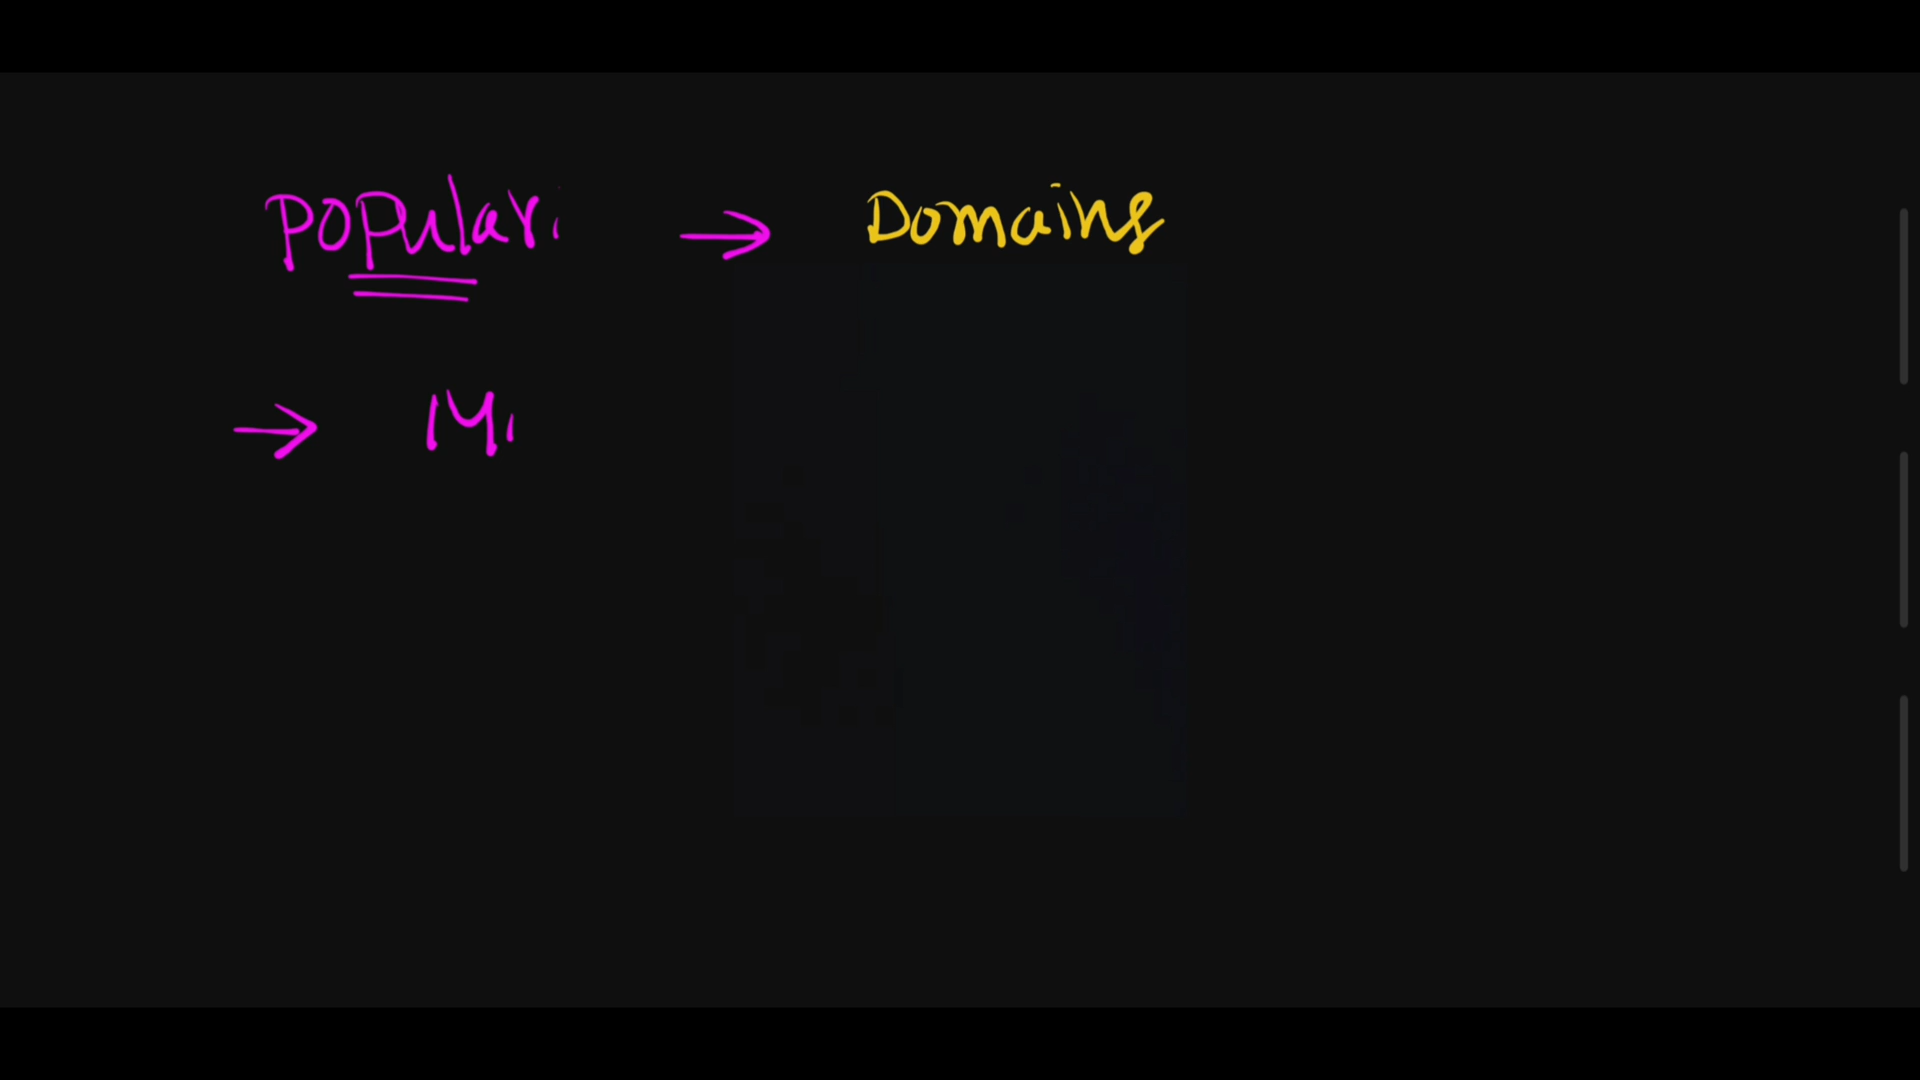 Popular → Domains
→